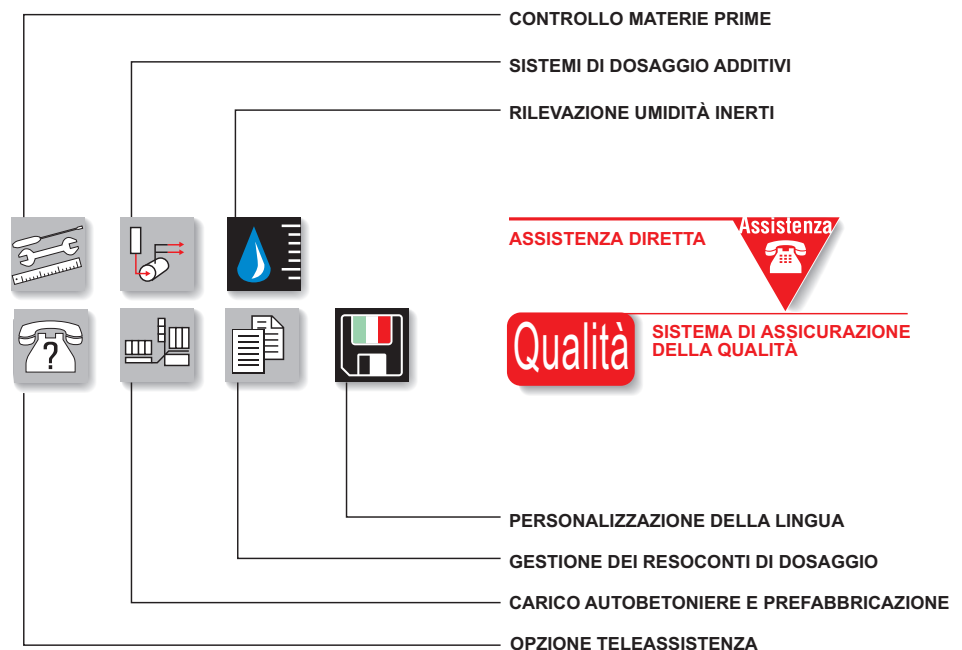 CONTROLLO MATERIE PRIME
SISTEMI DI DOSAGGIO ADDITIVI
RILEVAZIONE UMIDITÀ INERTI
Assistenza
ASSISTENZA DIRETTA
?
Qualità
SISTEMA DI ASSICURAZIONE
DELLA QUALITÀ
PERSONALIZZAZIONE DELLA LINGUA
GESTIONE DEI RESOCONTI DI DOSAGGIO
CARICO AUTOBETONIERE E PREFABBRICAZIONE
OPZIONE TELEASSISTENZA